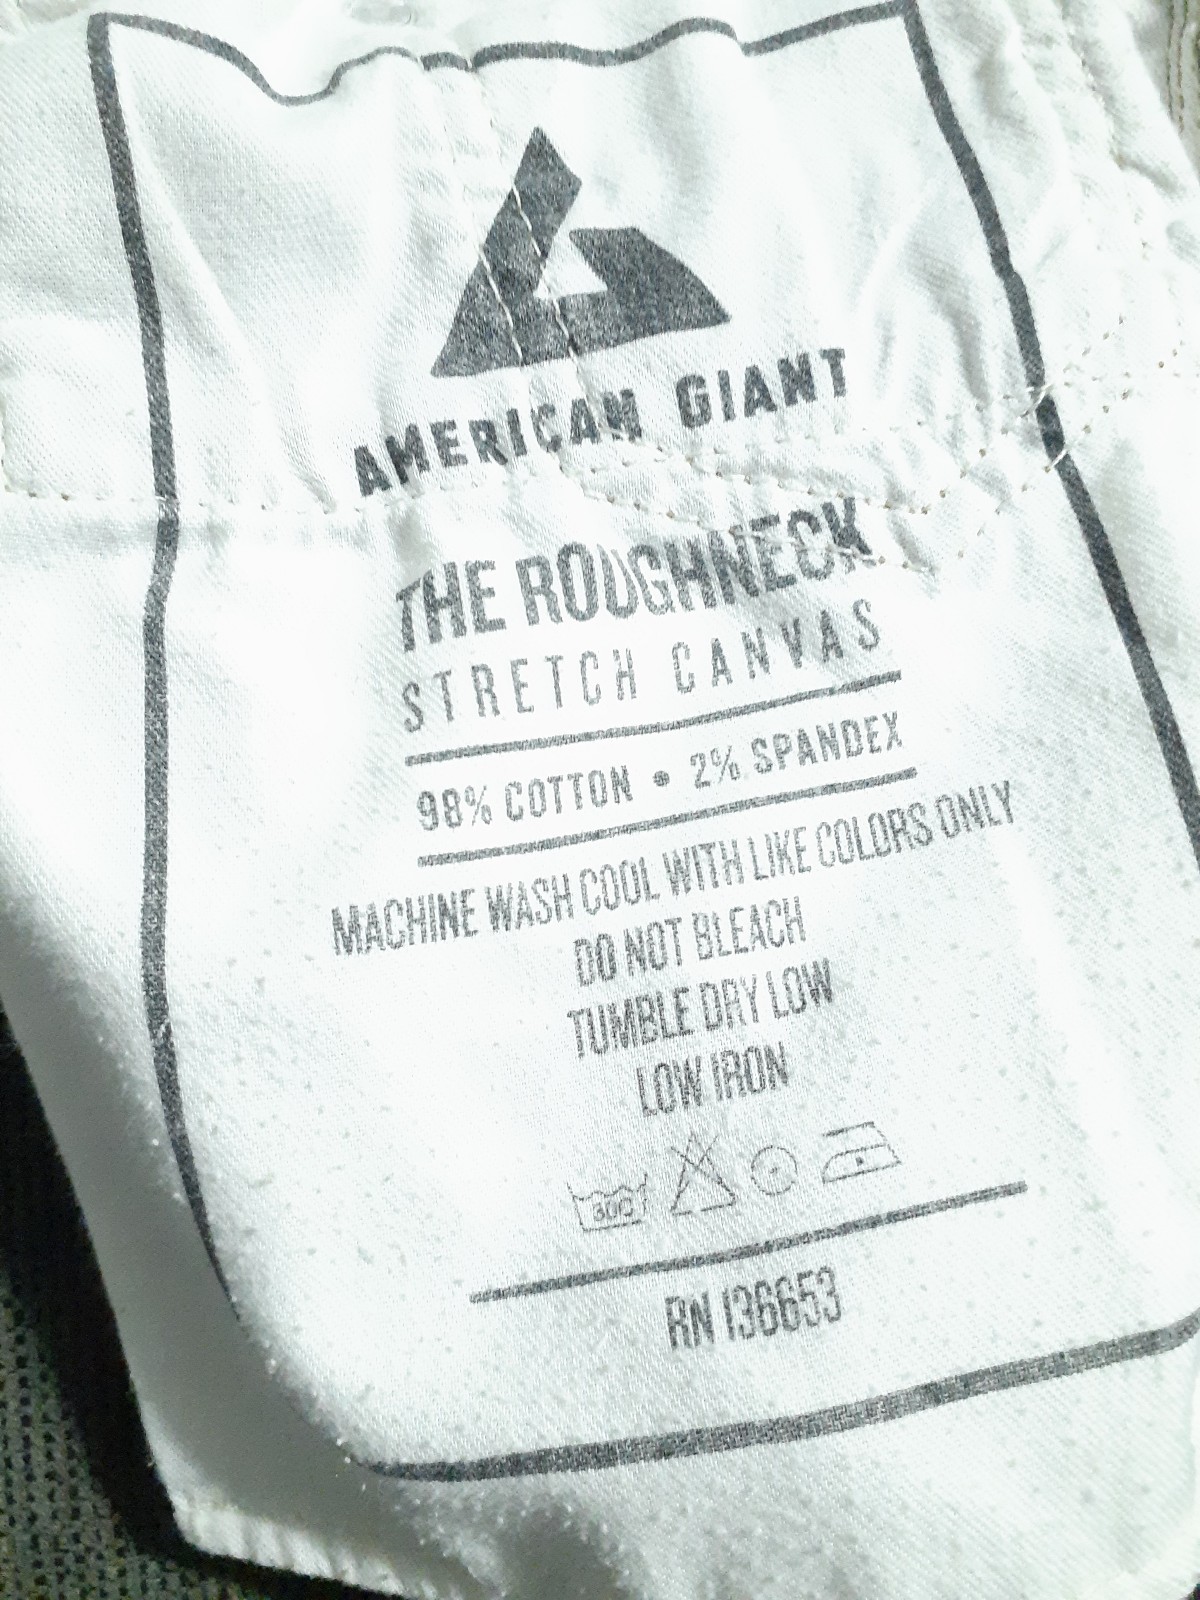 AMERICAN GIANT
THE ROUGHNECK
STRETCH CANVAS
98% COTTON • 2% SPANDEX
MACHINE WASH COOL WITH LIKE COLORS ONLY
DO NOT BLEACH
TUMBLE DRY LOW
LOW IRON
30C
RN 136653